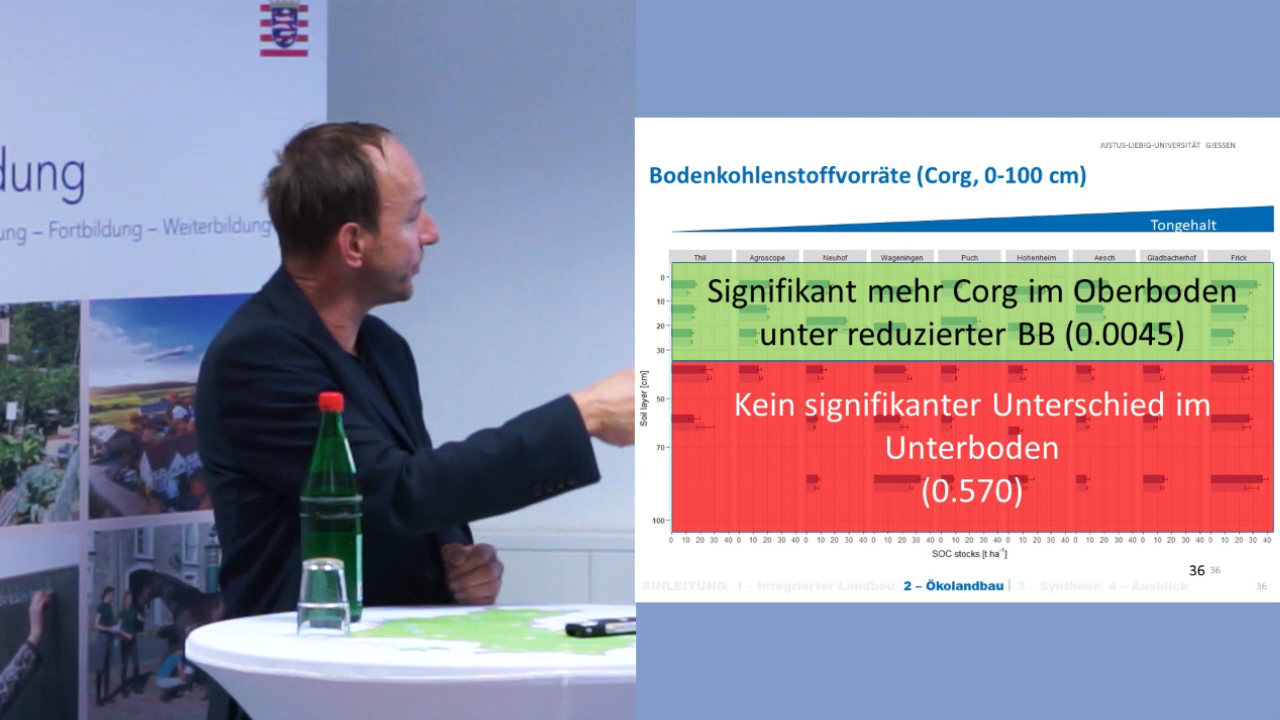 dung
ung – Fortbildung – Weiterbildung
JUSTUS-LIEBIG-UNIVERSITÄT GIESSEN
Bodenkohlenstoffvorräte (Corg, 0-100 cm)
Tongehalt
Thil Agroscope Neuhof Wageningen Puch Hohenheim Aesch Gladbacherhof Frick
Signifikant mehr Corg im Oberboden
unter reduzierter BB (0.0045)
Kein signifikanter Unterschied im
Unterboden
(0.570)
Soil layer [cm]
0
10
20
30
50
70
100
0 10 20 30 40 0 10 20 30 40 0 10 20 30 40 0 10 20 30 40 0 10 20 30 40 0 10 20 30 40 0 10 20 30 40 0 10 20 30 40 0 10 20 30 40
SOC stocks [t ha⁻¹]
36 36
EINLEITUNG 1 – Integrierter Landbau 2 – Ökolandbau 3 – Synthese 4 – Ausblick 36